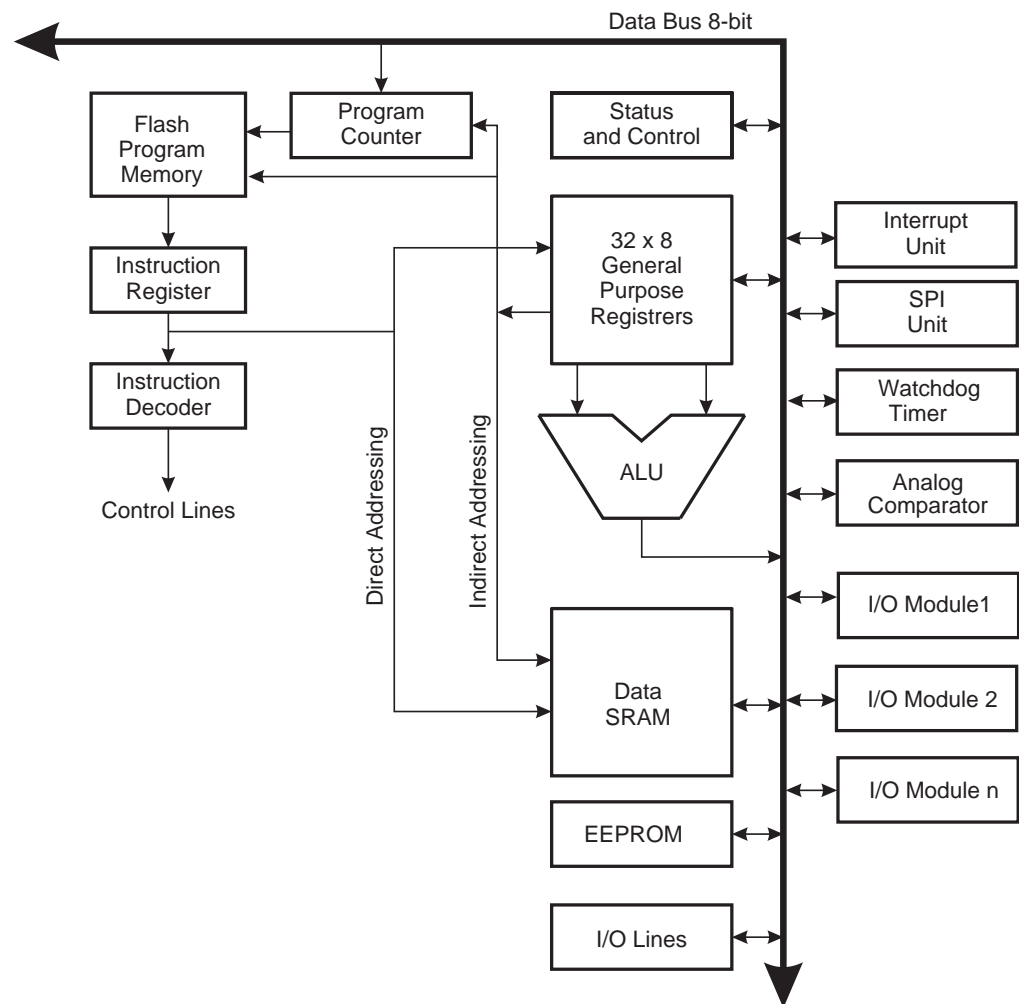 Data Bus 8-bit
Flash
Program
Memory
Program
Counter
Status
and Control
Interrupt
Unit
32 x 8
General
Purpose
Registrers
Instruction
Register
SPI
Unit
Instruction
Decoder
Watchdog
Timer
Direct Addressing
Indirect Addressing
ALU
Analog
Comparator
Control Lines
I/O Module1
Data
SRAM
I/O Module 2
I/O Module n
EEPROM
I/O Lines